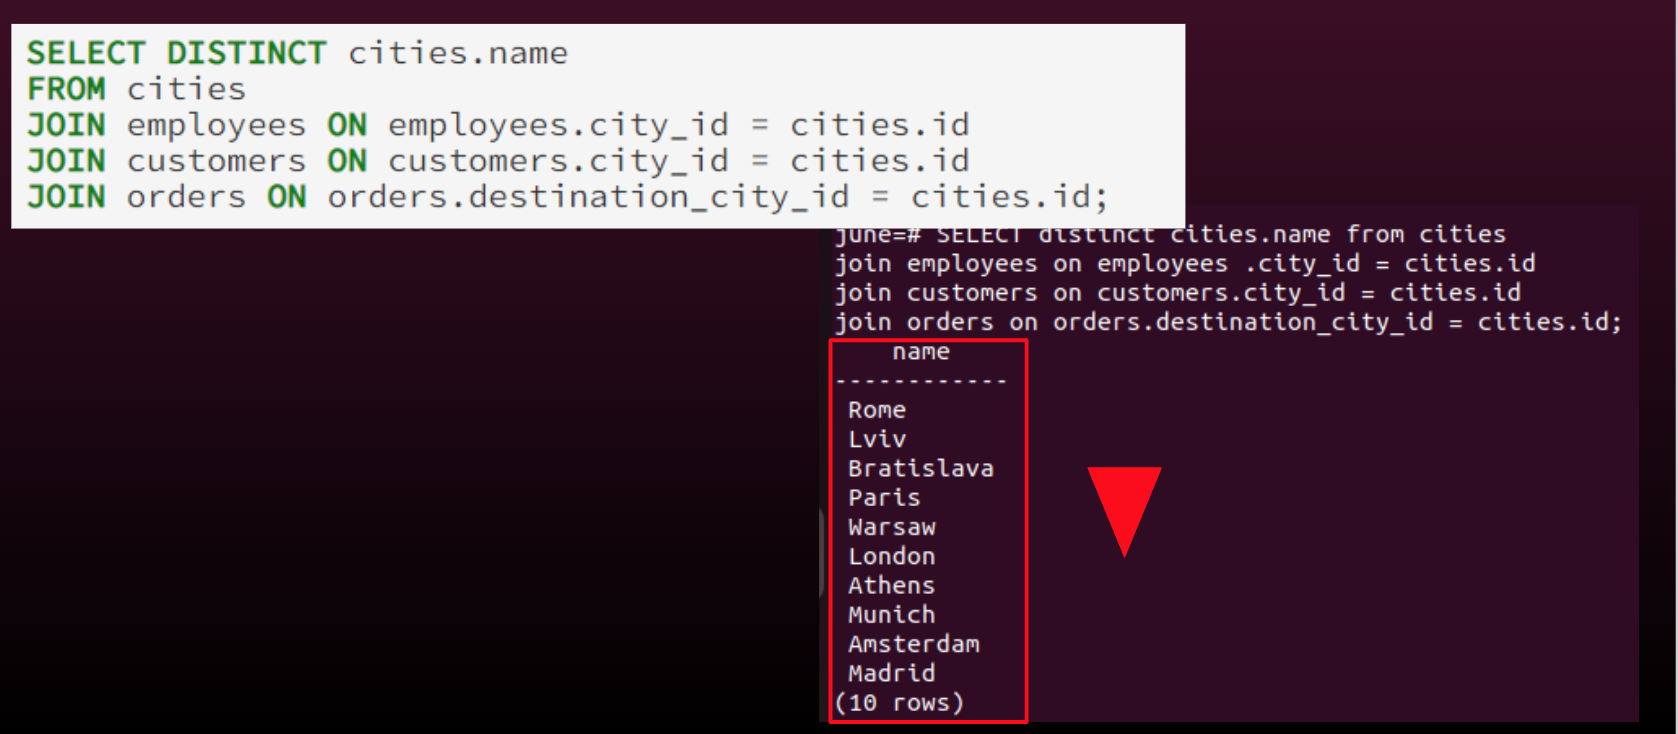 SELECT DISTINCT cities.name
FROM cities
JOIN employees ON employees.city_id = cities.id
JOIN customers ON customers.city_id = cities.id
JOIN orders ON orders.destination_city_id = cities.id;
june=# SELECT distinct cities.name from cities
join employees on employees .city_id = cities.id
join customers on customers.city_id = cities.id
join orders on orders.destination_city_id = cities.id;
name
------------
Rome
Lviv
Bratislava
Paris
Warsaw
London
Athens
Munich
Amsterdam
Madrid
(10 rows)